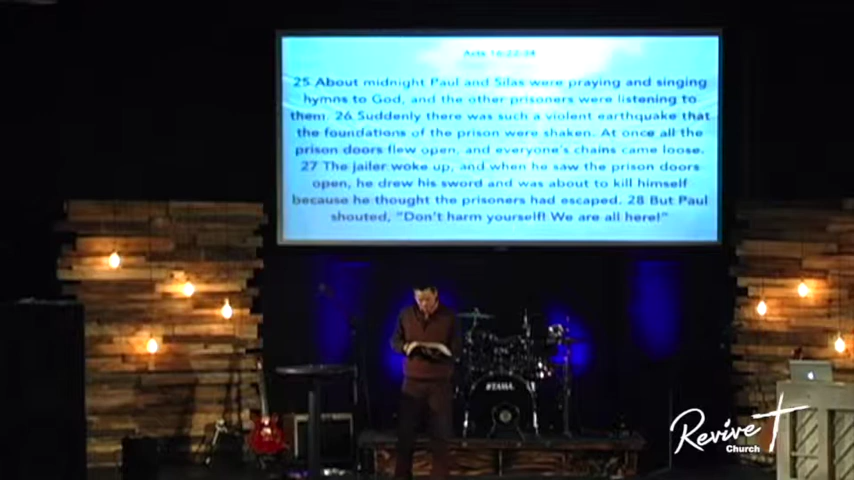 Acts 16:22-34
25 About midnight Paul and Silas were praying and singing
hymns to God, and the other prisoners were listening to
them. 26 Suddenly there was such a violent earthquake that
the foundations of the prison were shaken. At once all the
prison doors flew open, and everyone's chains came loose.
27 The jailer woke up, and when he saw the prison doors
open, he drew his sword and was about to kill himself
because he thought the prisoners had escaped. 28 But Paul
shouted, "Don't harm yourself! We are all here!"
TAMA
Revive
Church